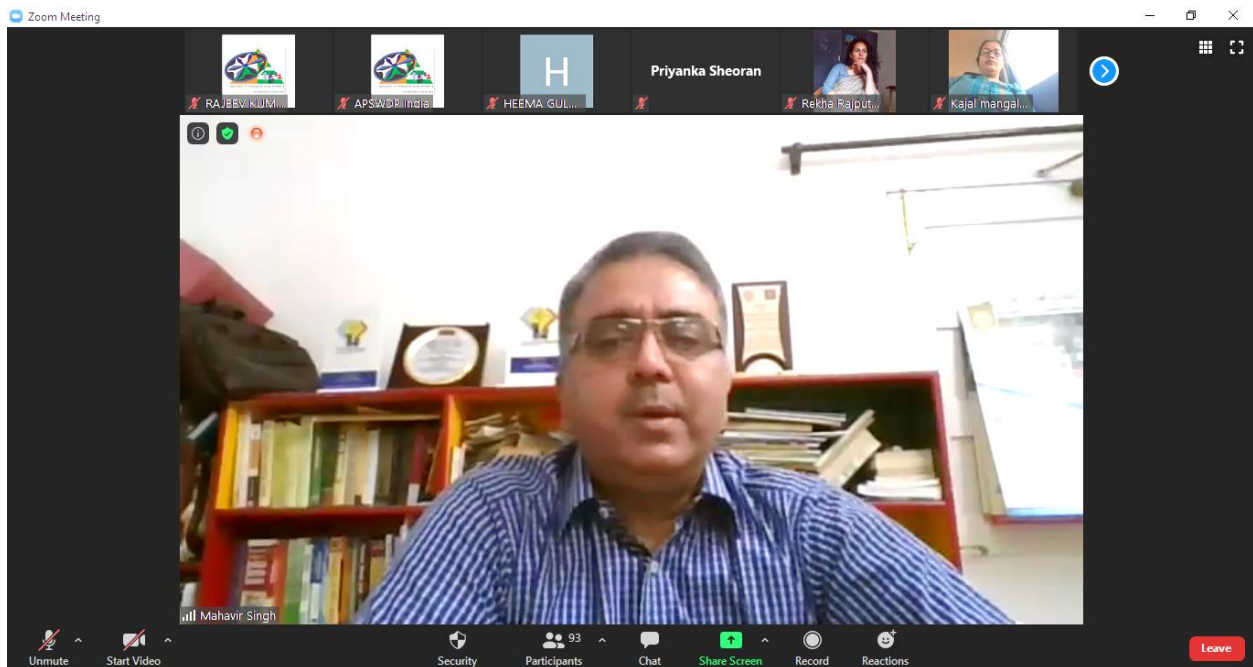 Zoom Meeting
RAJEEV KUM...
APSWDP India
H
HEEMA GUL...
Priyanka Sheoran
Rekha Rajput...
Kajal mangal...
Mahavir Singh
Unmute
Start Video
Security
93
Participants
Chat
Share Screen
Record
Reactions
Leave